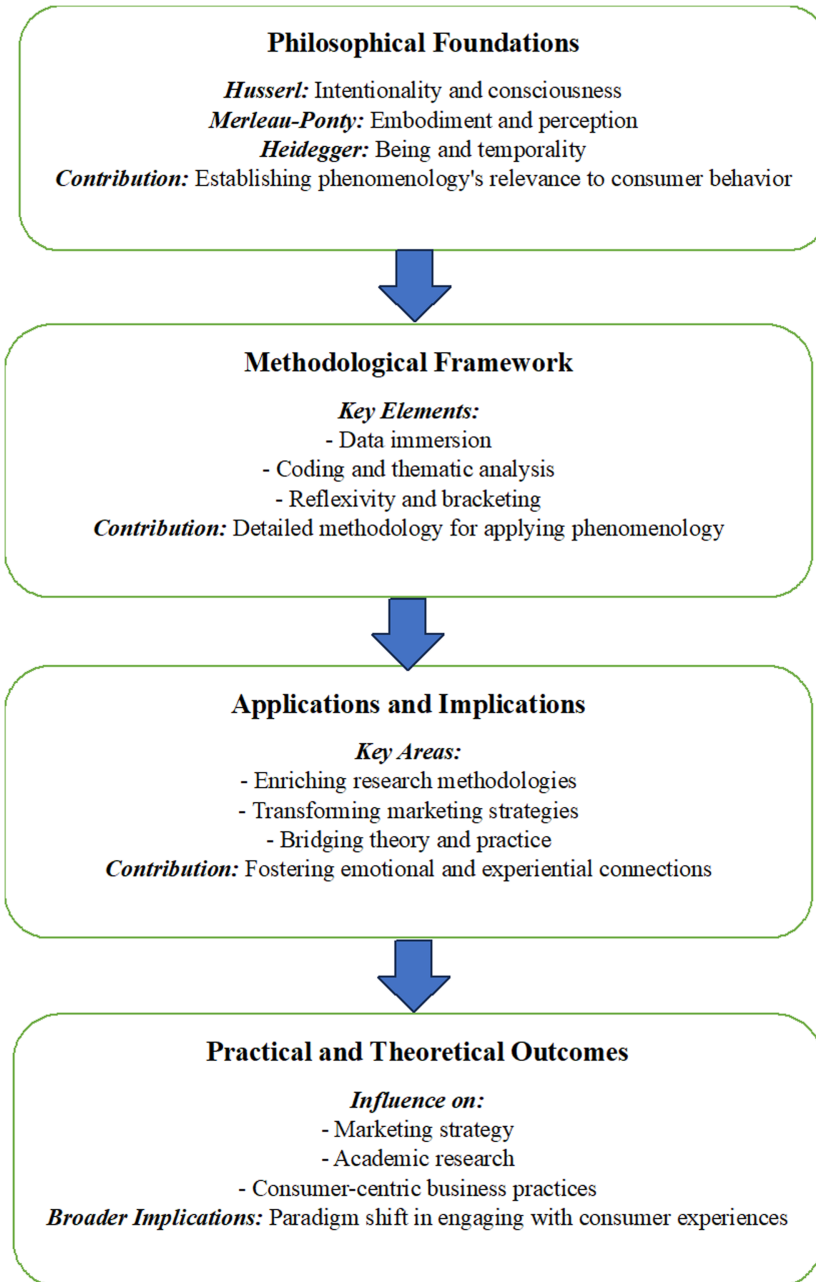 Philosophical Foundations
Husserl: Intentionality and consciousness
Merleau-Ponty: Embodiment and perception
Heidegger: Being and temporality
Contribution: Establishing phenomenology's relevance to consumer behavior
Methodological Framework
Key Elements:
- Data immersion
- Coding and thematic analysis
- Reflexivity and bracketing
Contribution: Detailed methodology for applying phenomenology
Applications and Implications
Key Areas:
- Enriching research methodologies
- Transforming marketing strategies
- Bridging theory and practice
Contribution: Fostering emotional and experiential connections
Practical and Theoretical Outcomes
Influence on:
- Marketing strategy
- Academic research
- Consumer-centric business practices
Broader Implications: Paradigm shift in engaging with consumer experiences